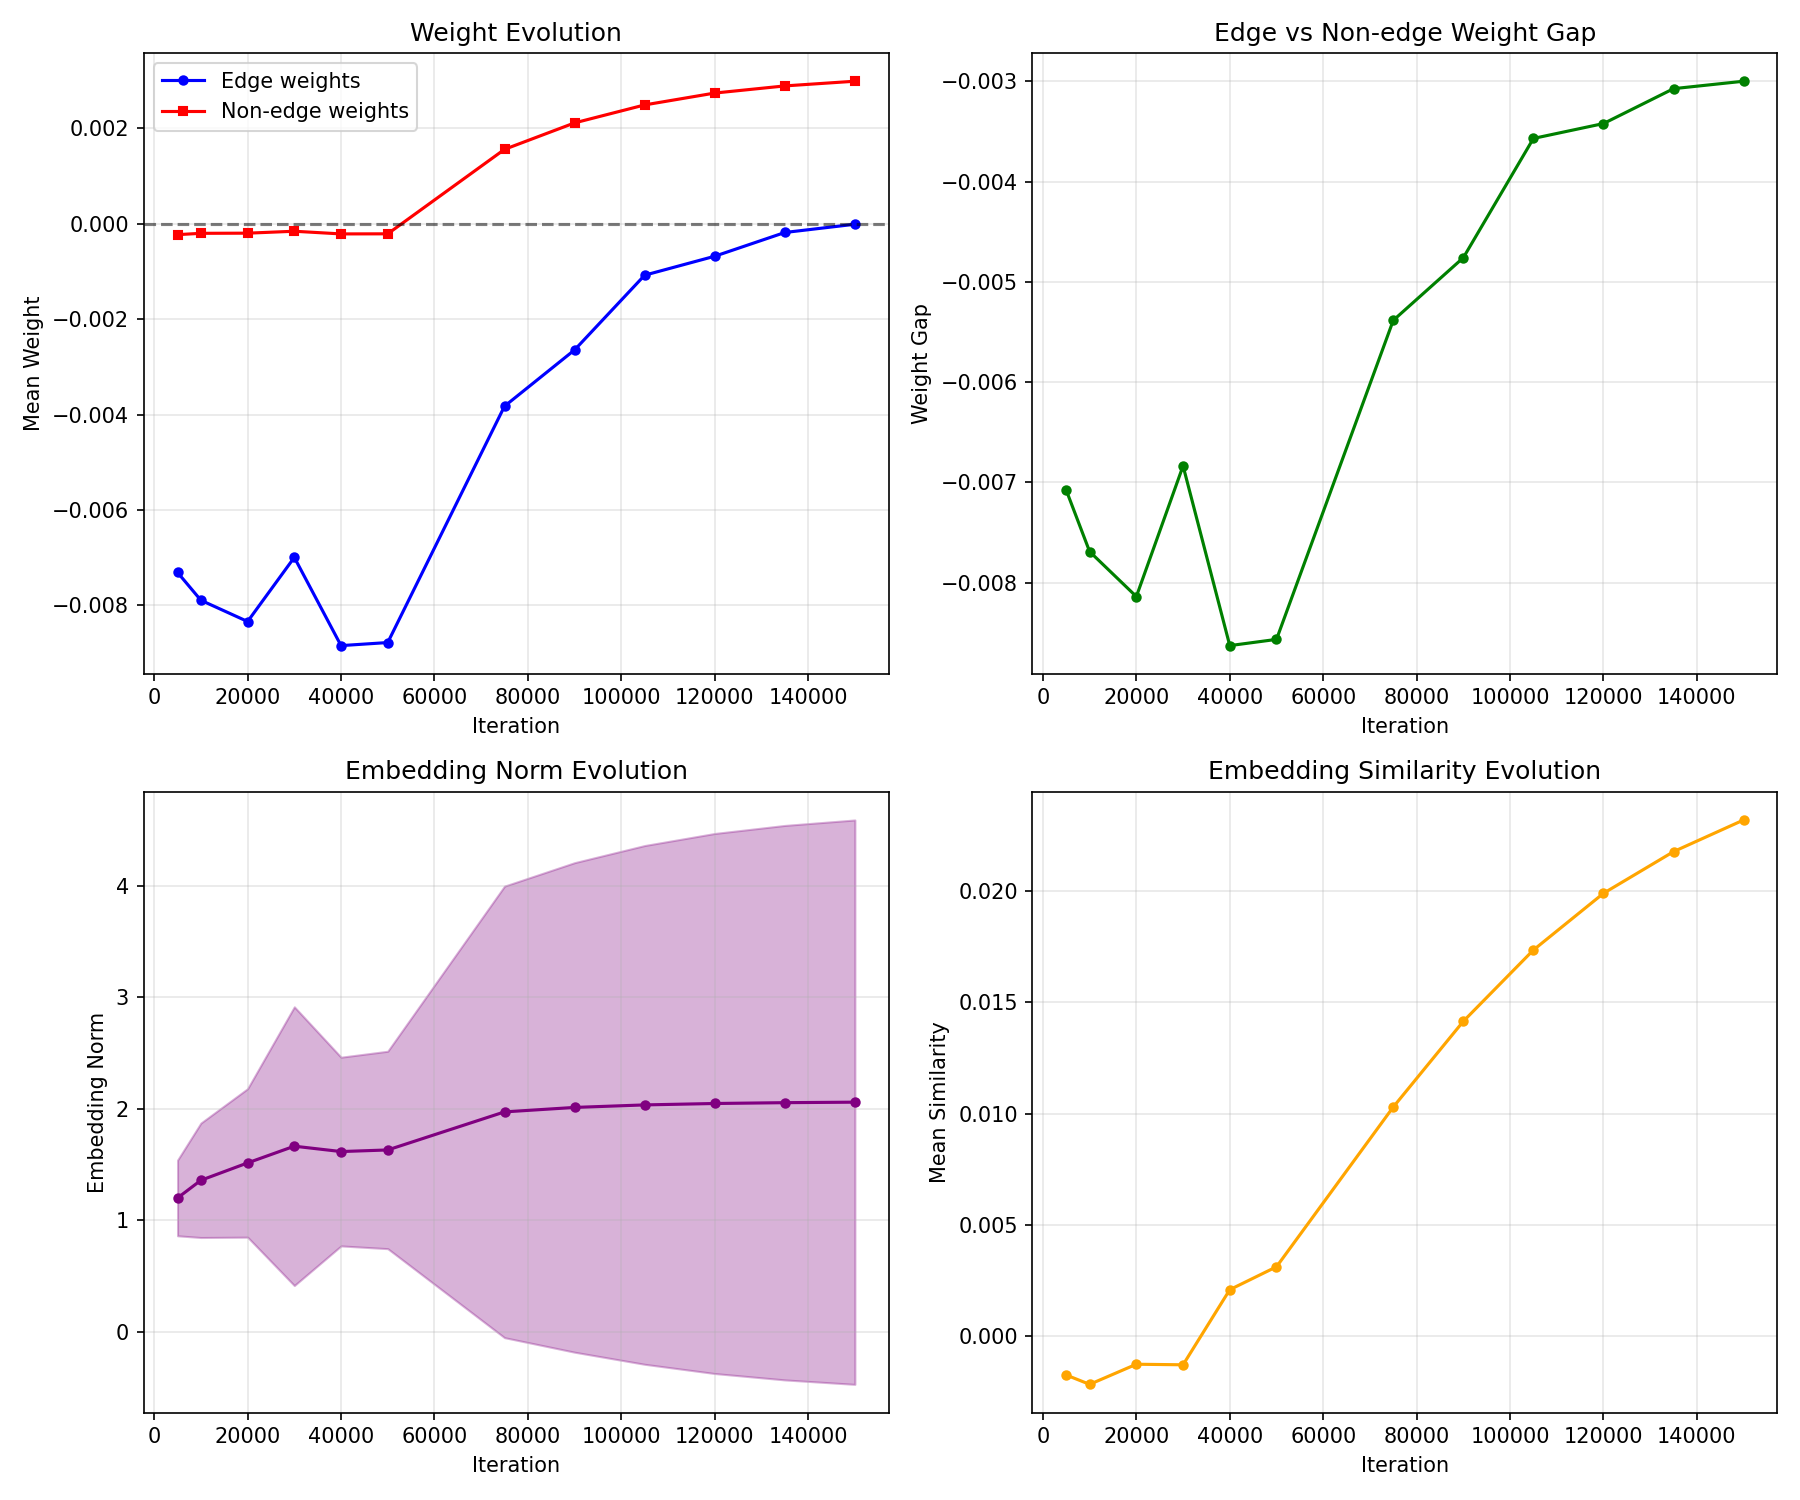 Weight Evolution
Edge weights
Non-edge weights
0.002
0.000
−0.002
−0.004
−0.006
−0.008
Mean Weight
0 20000 40000 60000 80000 100000 120000 140000
Iteration
Edge vs Non-edge Weight Gap
−0.003
−0.004
−0.005
−0.006
−0.007
−0.008
Weight Gap
0 20000 40000 60000 80000 100000 120000 140000
Iteration
Embedding Norm Evolution
4
3
2
1
0
Embedding Norm
0 20000 40000 60000 80000 100000 120000 140000
Iteration
Embedding Similarity Evolution
0.020
0.015
0.010
0.005
0.000
Mean Similarity
0 20000 40000 60000 80000 100000 120000 140000
Iteration